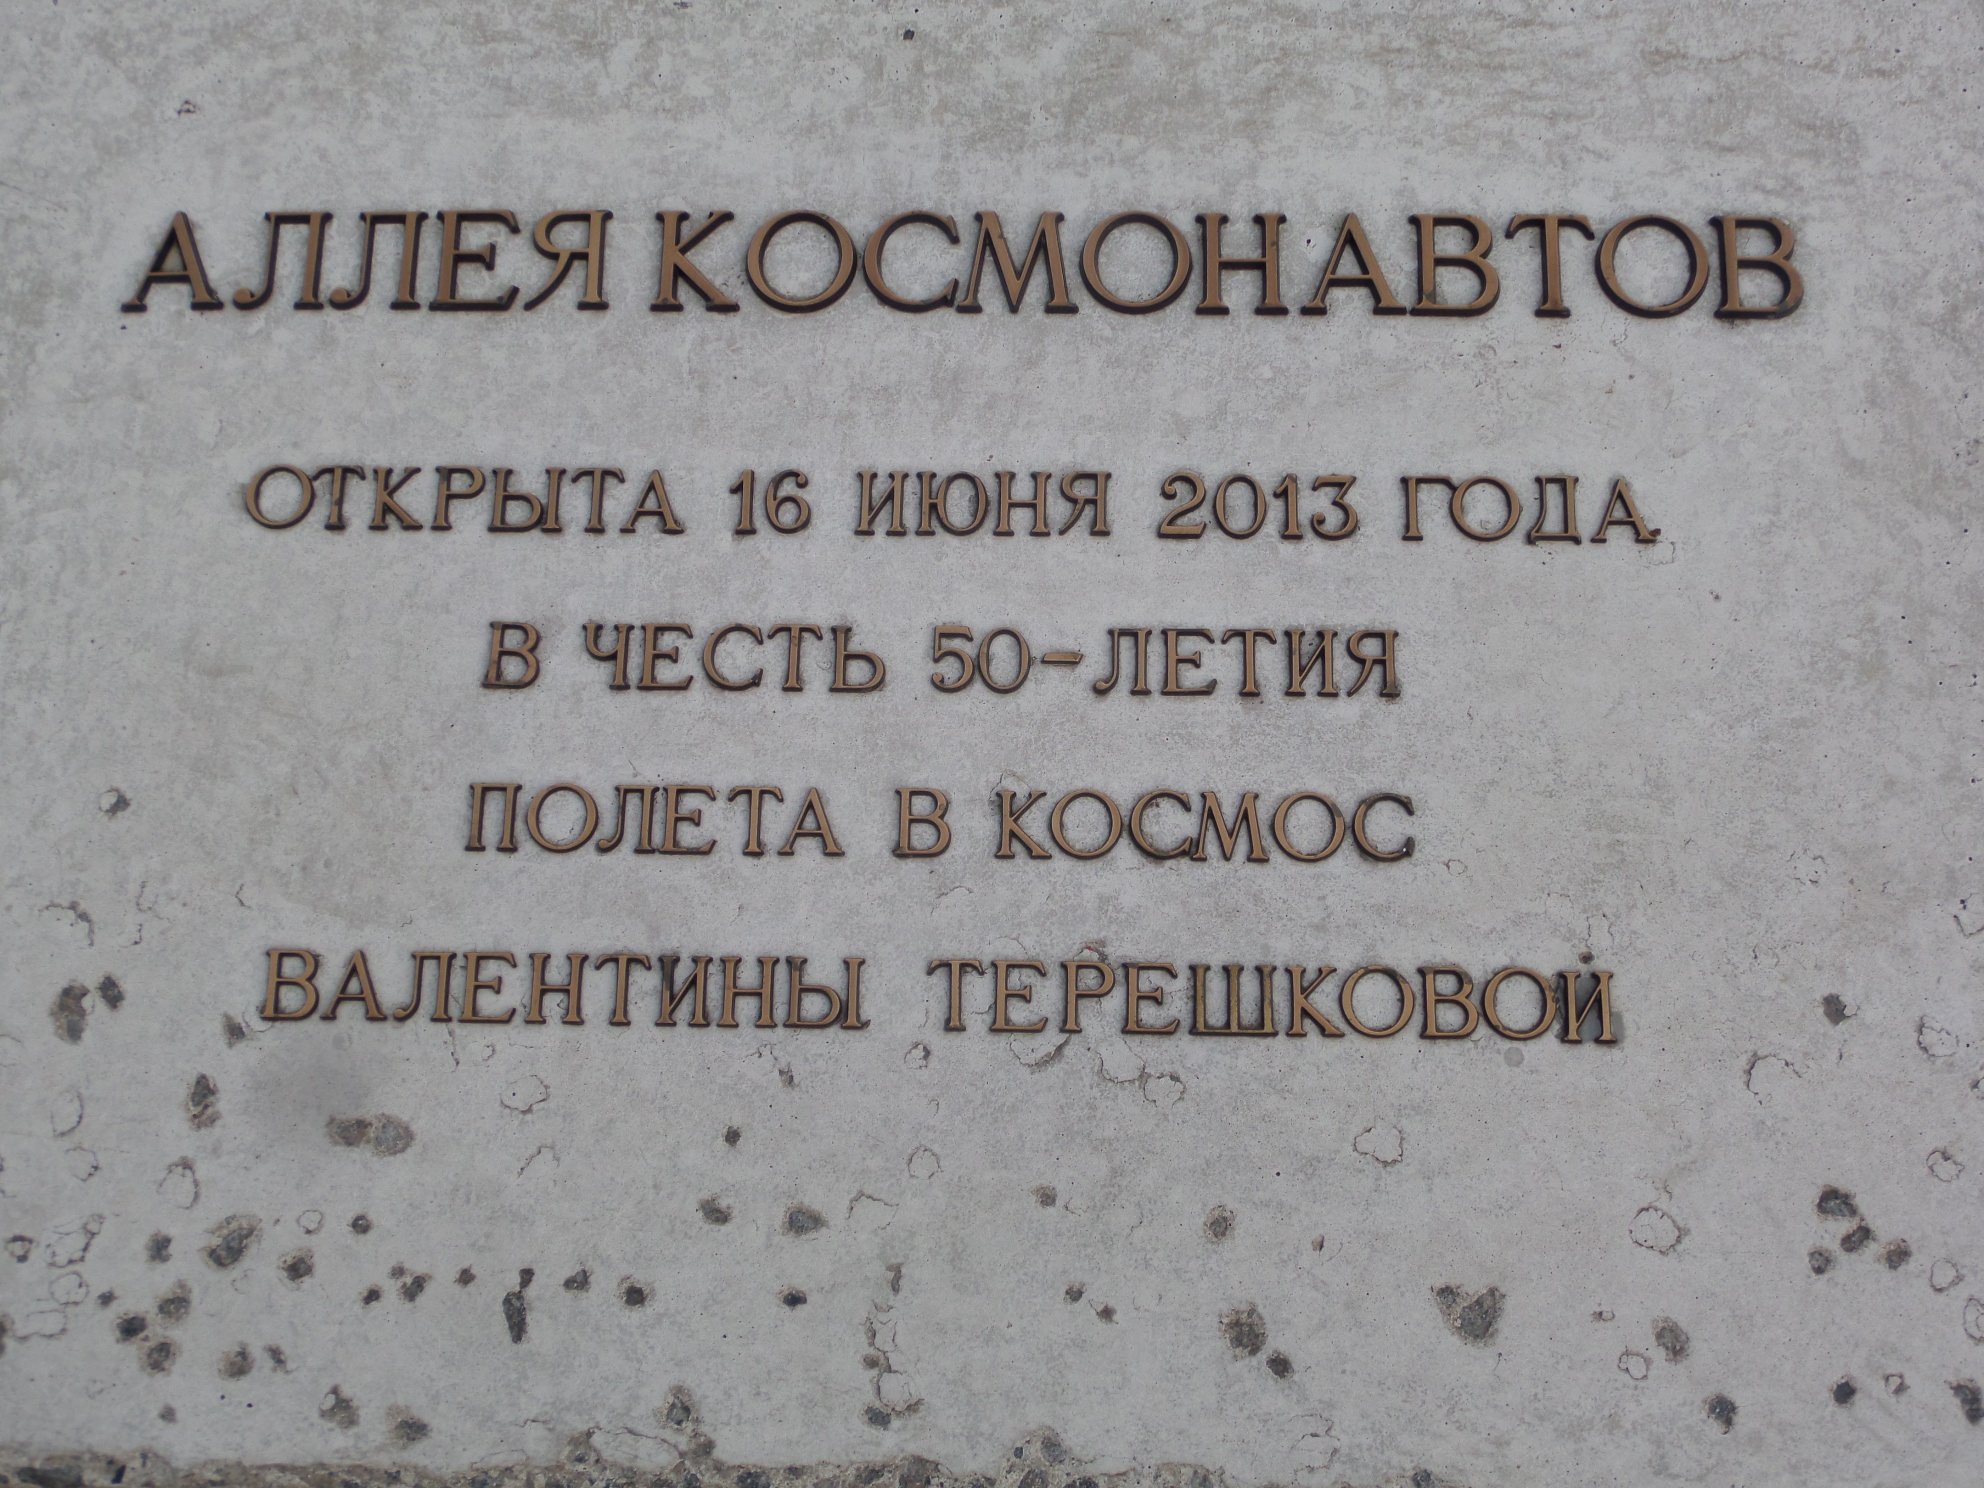 АЛЛЕЯ КОСМОНАВТОВ
ОТКРЫТА 16 ИЮНЯ 2013 ГОДА
В ЧЕСТЬ 50-ЛЕТИЯ
ПОЛЕТА В КОСМОС
ВАЛЕНТИНЫ ТЕРЕШКОВОЙ